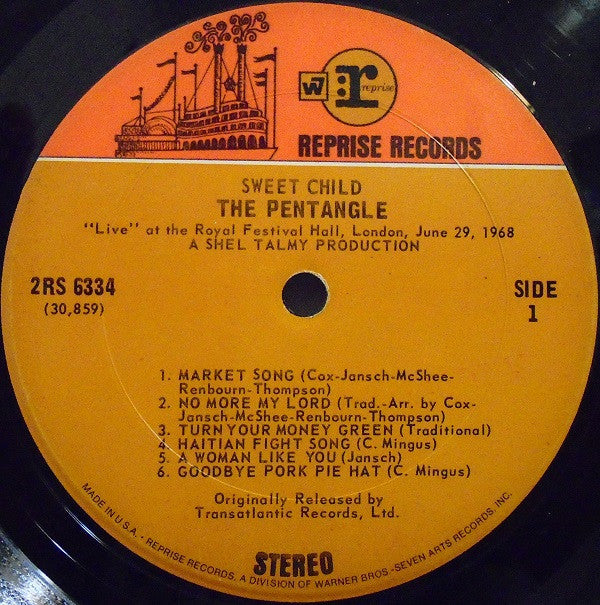 W7
r
reprise
REPRISE RECORDS
SWEET CHILD
THE PENTANGLE
"Live" at the Royal Festival Hall, London, June 29, 1968
A SHEL TALMY PRODUCTION
2RS 6334
(30,859)
SIDE
1
1. MARKET SONG (Cox-Jansch-McShee-
Renbourn-Thompson)
2. NO MORE MY LORD (Trad.-Arr. by Cox-
Jansch-McShee-Renbourn-Thompson)
3. TURN YOUR MONEY GREEN (Traditional)
4. HAITIAN FIGHT SONG (C. Mingus)
5. A WOMAN LIKE YOU (Jansch)
6. GOODBYE PORK PIE HAT (C. Mingus)
Originally Released by
Transatlantic Records, Ltd.
STEREO
MADE IN U.S.A. • REPRISE RECORDS, A DIVISION OF WARNER BROS.-SEVEN ARTS RECORDS, INC.